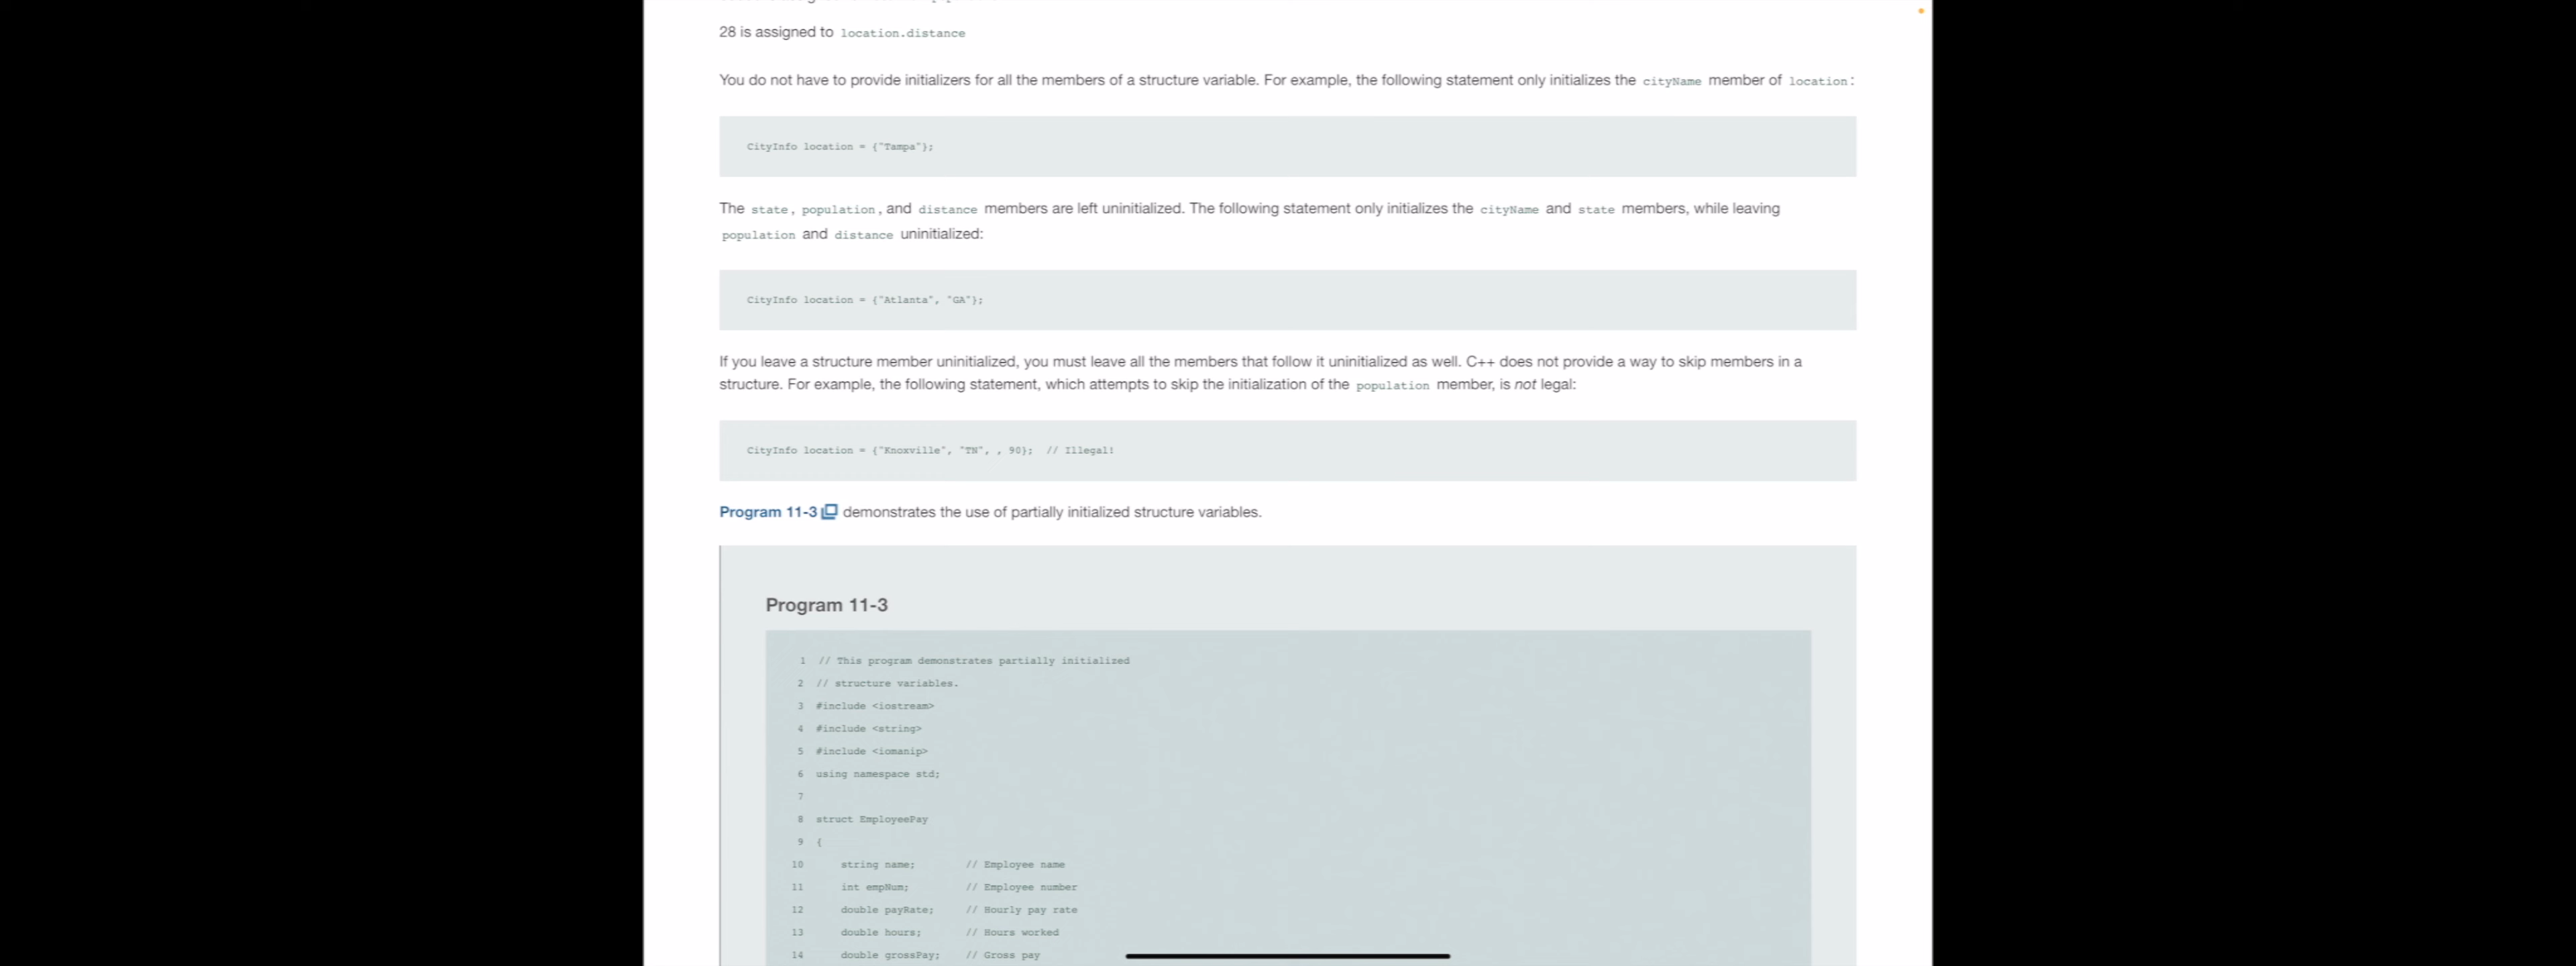 28 is assigned to location.distance
You do not have to provide initializers for all the members of a structure variable. For example, the following statement only initializes the cityName member of location:
CityInfo location = {"Tampa"};
The state, population, and distance members are left uninitialized. The following statement only initializes the cityName and state members, while leaving
population and distance uninitialized:
CityInfo location = {"Atlanta", "GA"};
If you leave a structure member uninitialized, you must leave all the members that follow it uninitialized as well. C++ does not provide a way to skip members in a
structure. For example, the following statement, which attempts to skip the initialization of the population member, is not legal:
CityInfo location = {"Knoxville", "TN", , 90}; // Illegal!
Program 11-3 demonstrates the use of partially initialized structure variables.
Program 11-3
1 // This program demonstrates partially initialized
2 // structure variables.
3 #include <iostream>
4 #include <string>
5 #include <iomanip>
6 using namespace std;
7
8 struct EmployeePay
9 {
10 string name; // Employee name
11 int empNum; // Employee number
12 double payRate; // Hourly pay rate
13 double hours; // Hours worked
14 double grossPay; // Gross pay